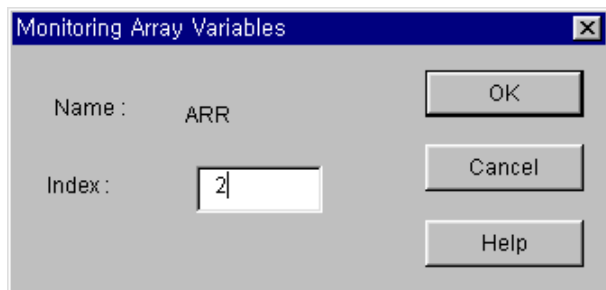 Monitoring Array Variables
Name : ARR
OK
Index : 2
Cancel
Help